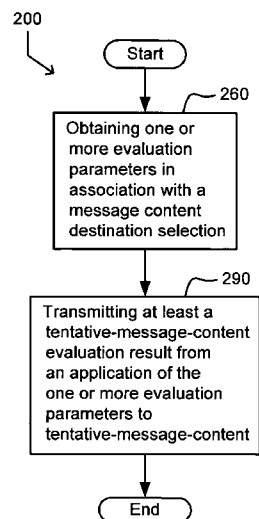 200
Start
260
Obtaining one or
more evaluation
parameters in
association with a
message content
destination selection
290
Transmitting at least a
tentative-message-content
evaluation result from
an application of the
one or more evaluation
parameters to
tentative-message-content
End